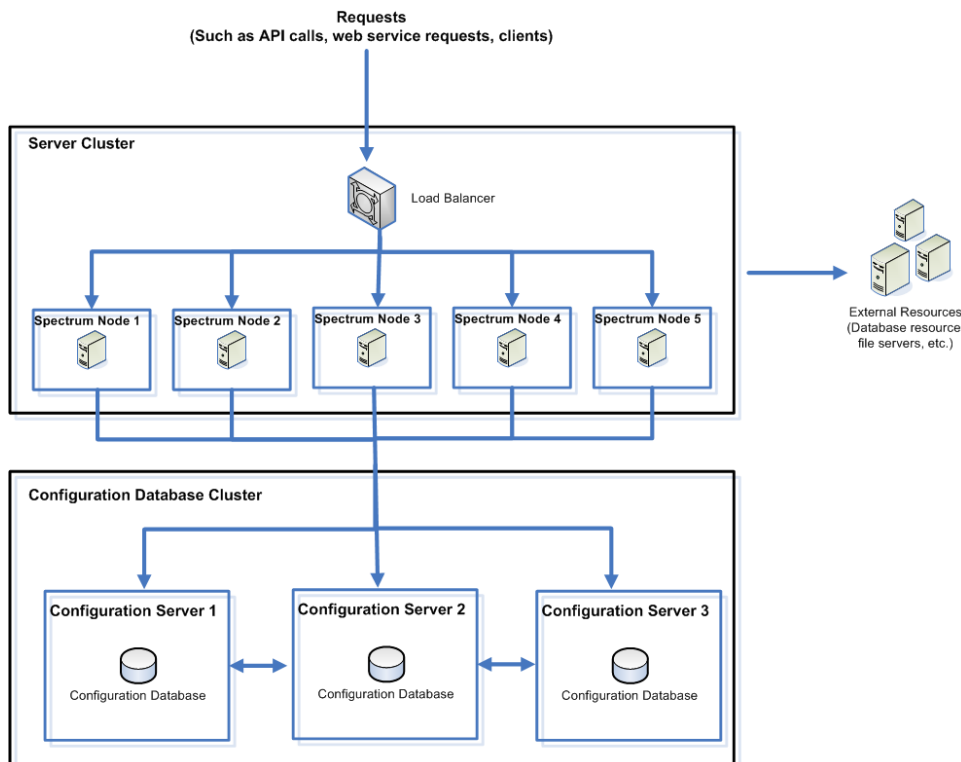 Requests
(Such as API calls, web service requests, clients)
Server Cluster
Load Balancer
Spectrum Node 1
Spectrum Node 2
Spectrum Node 3
Spectrum Node 4
Spectrum Node 5
External Resources
(Database resource
file servers, etc.)
Configuration Database Cluster
Configuration Server 1
Configuration Server 2
Configuration Server 3
Configuration Database
Configuration Database
Configuration Database